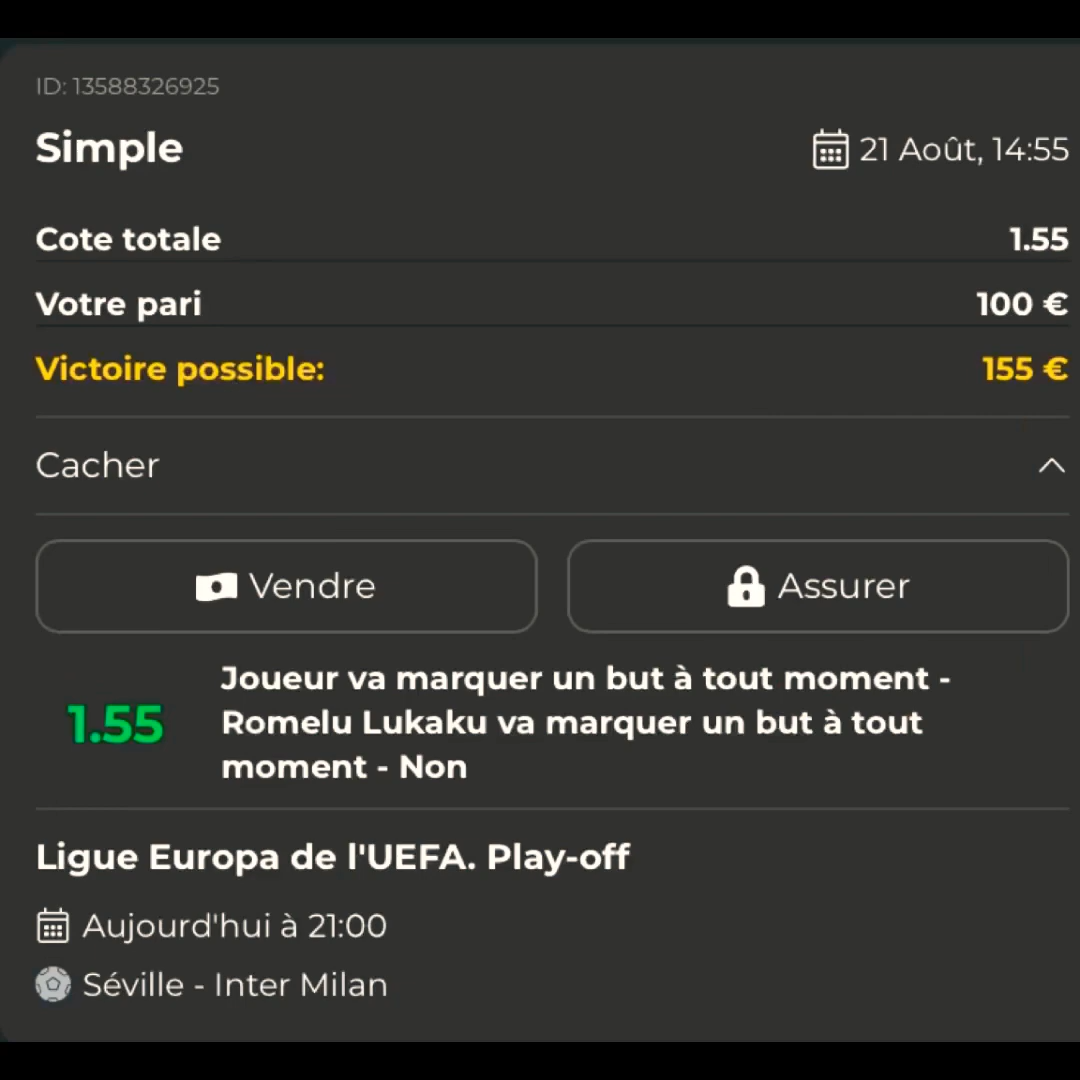 ID: 13588326925
Simple
21 Août, 14:55
Cote totale
1.55
Votre pari
100 €
Victoire possible:
155 €
Cacher
Vendre
Assurer
1.55
Joueur va marquer un but à tout moment -
Romelu Lukaku va marquer un but à tout
moment - Non
Ligue Europa de l'UEFA. Play-off
Aujourd'hui à 21:00
Séville - Inter Milan